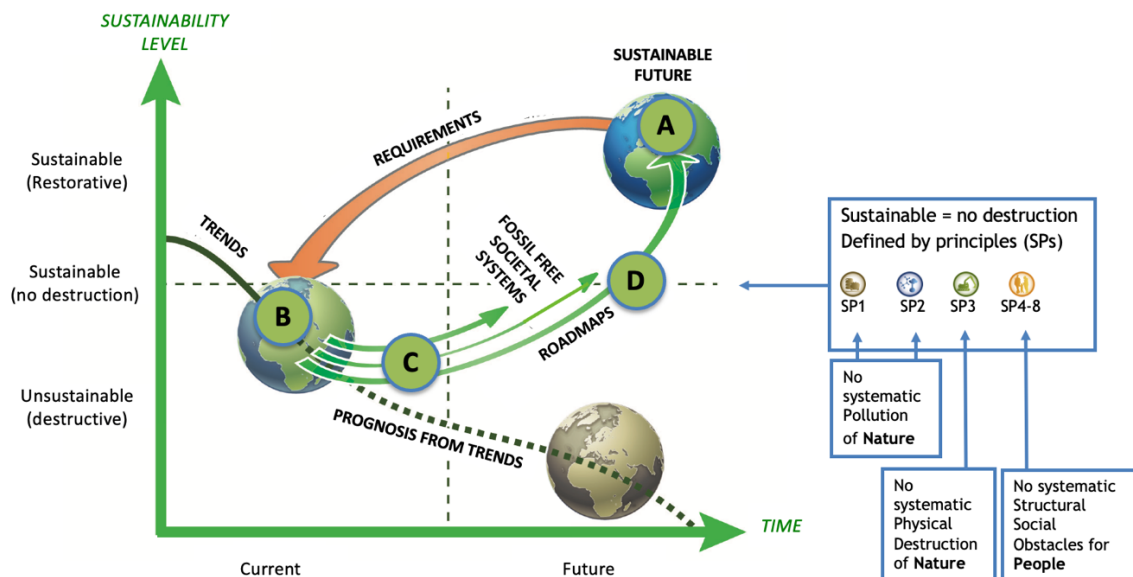 SUSTAINABILITY
LEVEL
SUSTAINABLE
FUTURE
A
REQUIREMENTS
Sustainable
(Restorative)
TRENDS
FOSSIL FREE
SOCIETAL
SYSTEMS
Sustainable
(no destruction)
B
D
C
ROADMAPS
Unsustainable
(destructive)
PROGNOSIS FROM TRENDS
TIME
Current
Future
Sustainable = no destruction
Defined by principles (SPs)
SP1
SP2
SP3
SP4-8
No
systematic
Pollution
of Nature
No
systematic
Physical
Destruction
of Nature
No systematic
Structural
Social
Obstacles for
People